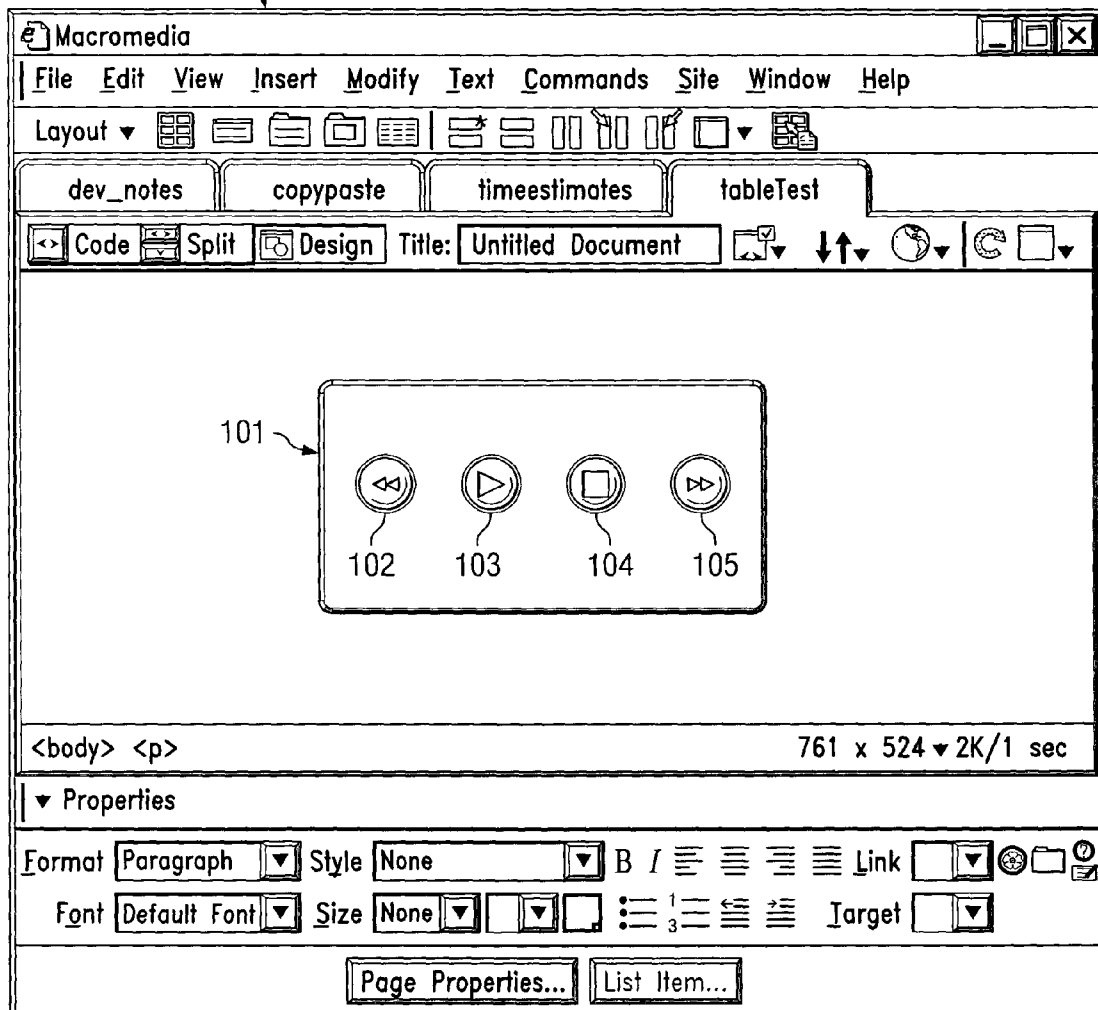 Macromedia
File Edit View Insert Modify Text Commands Site Window Help
Layout
dev_notes copypaste timeestimates tableTest
Code Split Design Title: Untitled Document
101
102 103 104 105
<body> <p> 761 x 524 2K/1 sec
Properties
Format Paragraph Style None B I Link
Font Default Font Size None 1 3 Target
Page Properties... List Item...